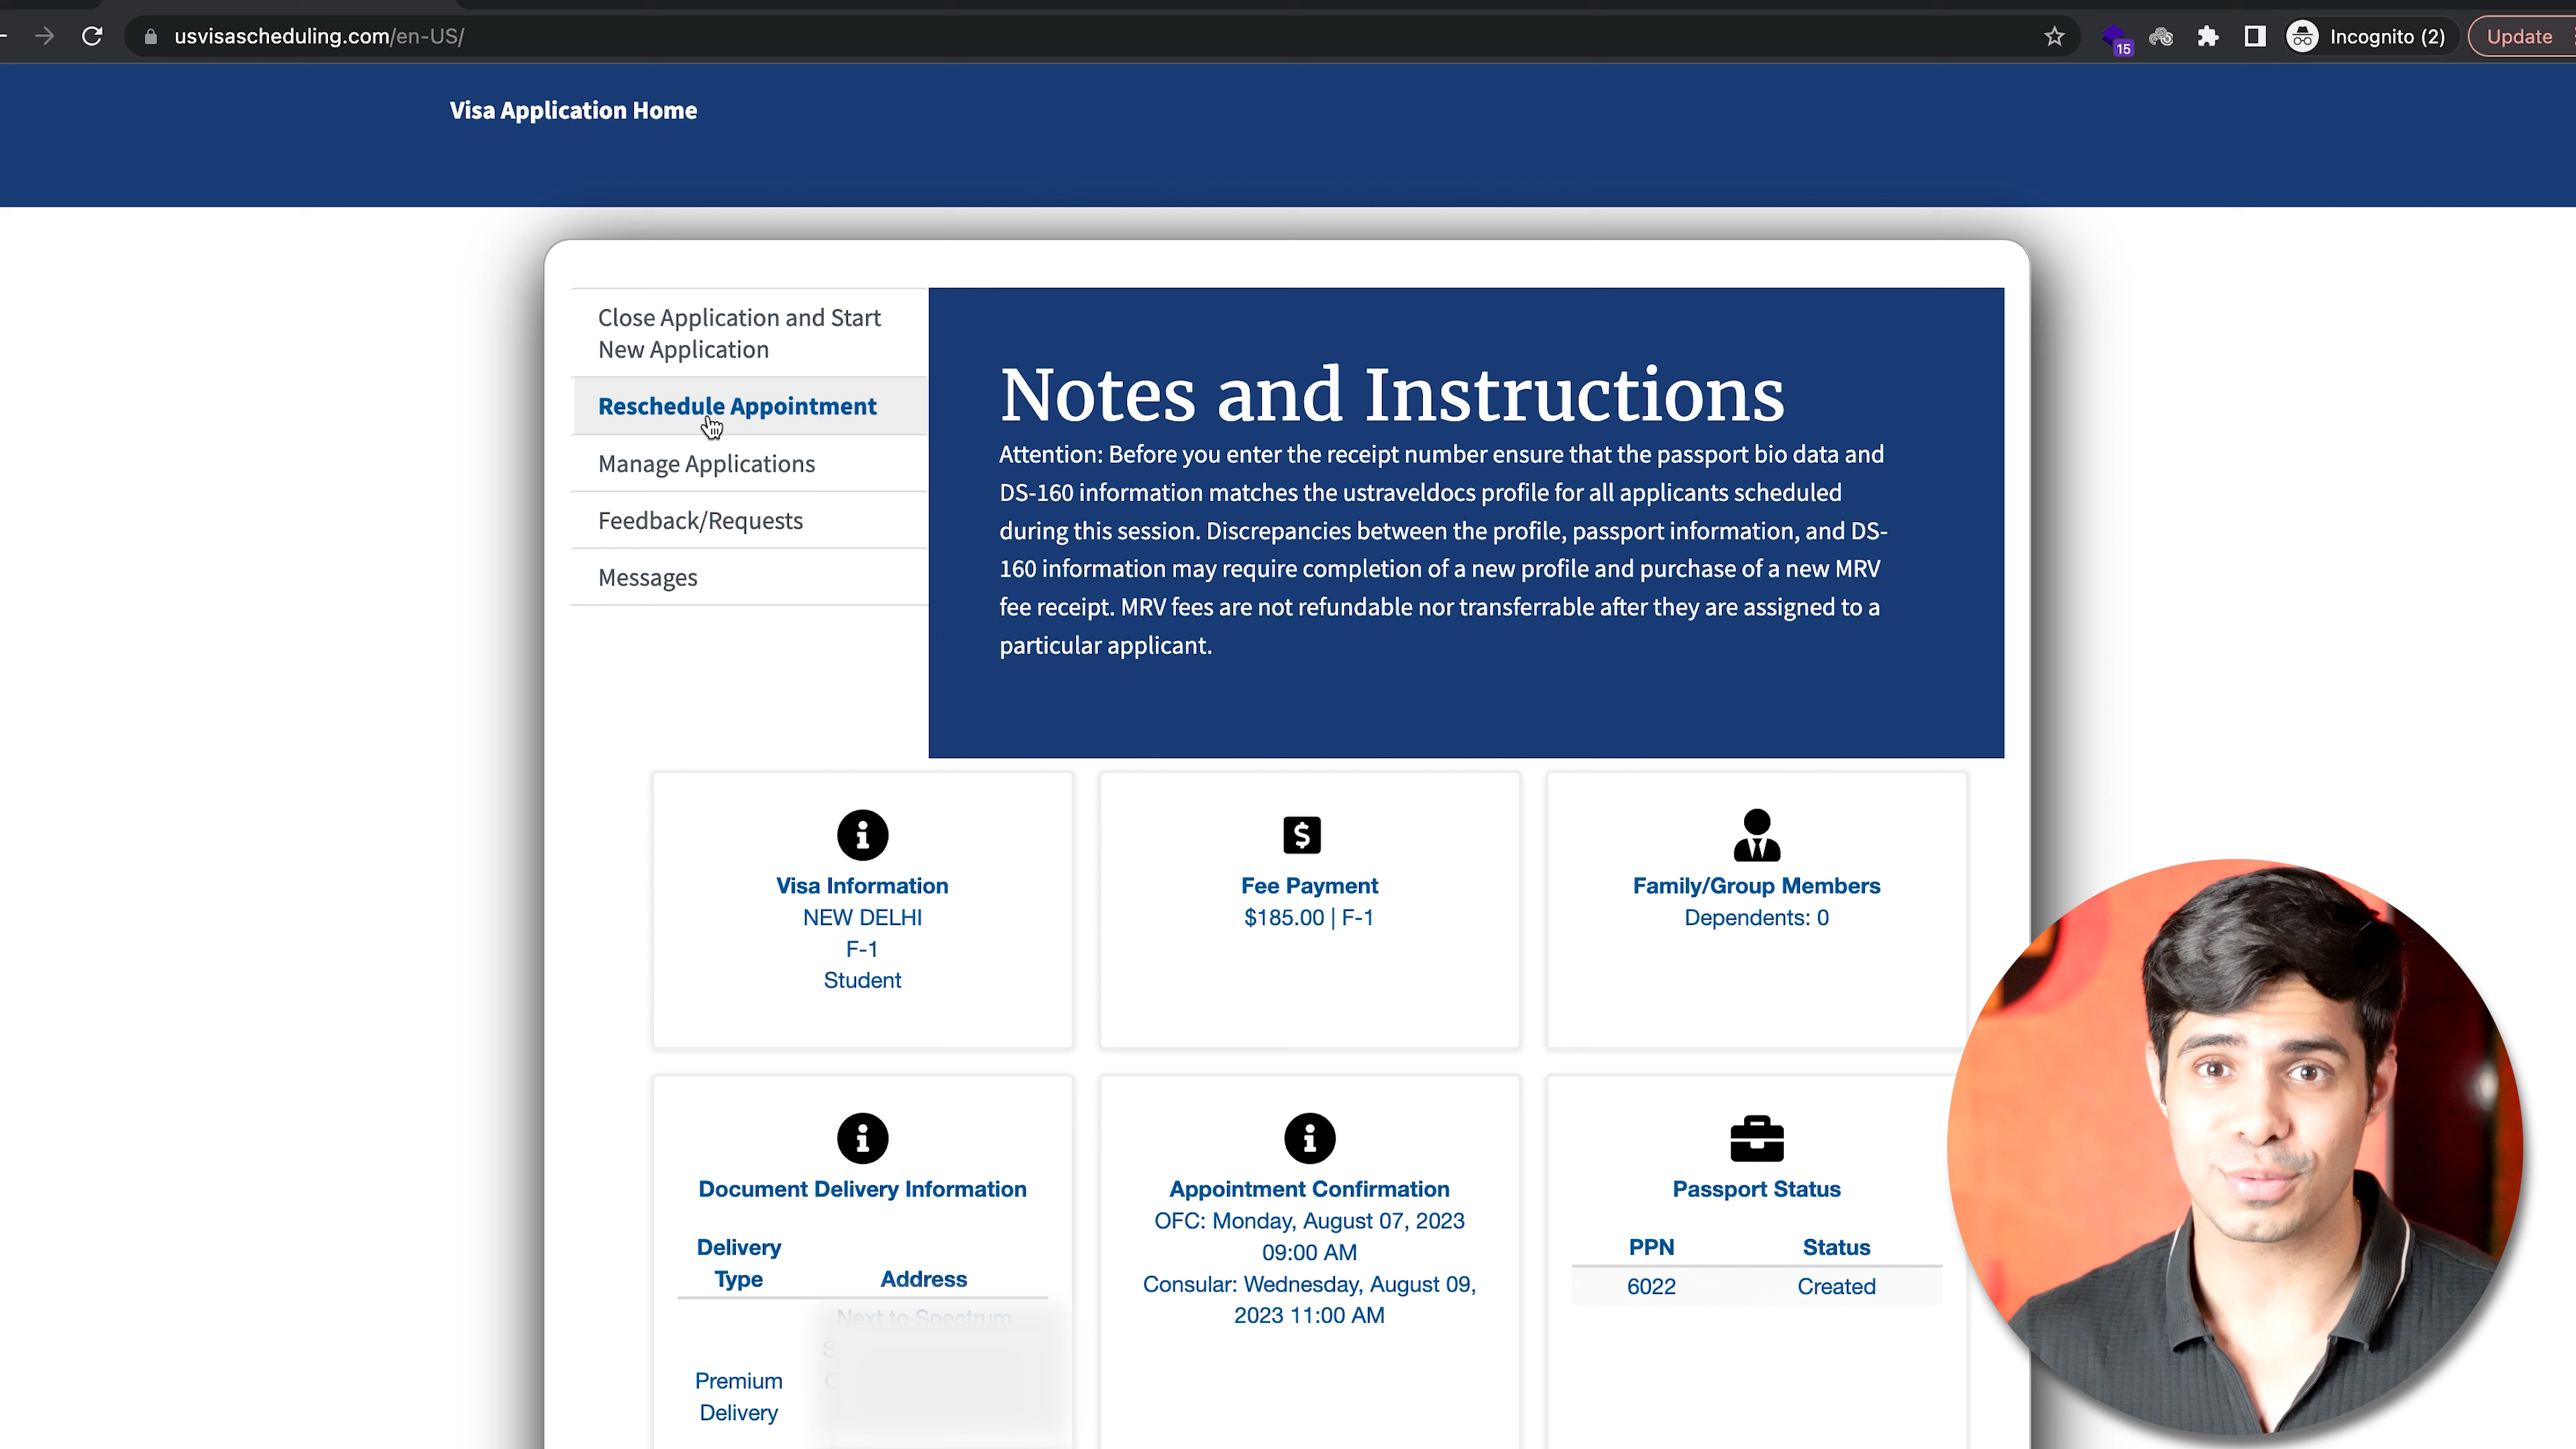 usvisascheduling.com/en-US/
15
Incognito (2)
Update
Visa Application Home
Close Application and Start
New Application
Reschedule Appointment
Manage Applications
Feedback/Requests
Messages
Notes and Instructions
Attention: Before you enter the receipt number ensure that the passport bio data and
DS-160 information matches the ustraveldocs profile for all applicants scheduled
during this session. Discrepancies between the profile, passport information, and DS-
160 information may require completion of a new profile and purchase of a new MRV
fee receipt. MRV fees are not refundable nor transferrable after they are assigned to a
particular applicant.
Visa Information
NEW DELHI
F-1
Student
Fee Payment
$185.00 | F-1
Family/Group Members
Dependents: 0
Document Delivery Information
Delivery
Type
Address
Next to Spectrum
Premium
Delivery
Appointment Confirmation
OFC: Monday, August 07, 2023
09:00 AM
Consular: Wednesday, August 09,
2023 11:00 AM
Passport Status
PPN Status
6022 Created